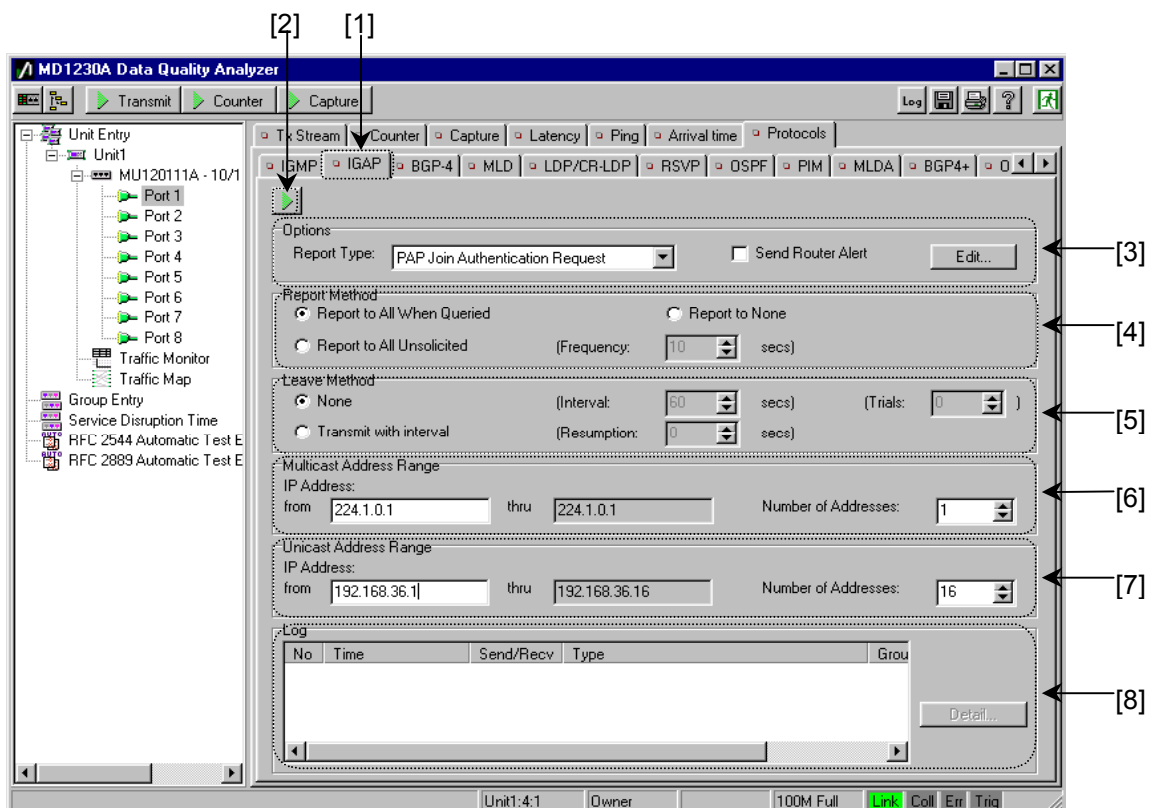 [2] [1]
MD1230A Data Quality Analyzer
Transmit Counter Capture Log
Unit Entry
Unit1
MU120111A - 10/1
Port 1
Port 2
Port 3
Port 4
Port 5
Port 6
Port 7
Port 8
Traffic Monitor
Traffic Map
Group Entry
Service Disruption Time
RFC 2544 Automatic Test E
RFC 2889 Automatic Test E
Tx Stream Counter Capture Latency Ping Arrival time Protocols
IGMP IGAP BGP-4 MLD LDP/CR-LDP RSVP OSPF PIM MLDA BGP4+ O
Options
Report Type: PAP Join Authentication Request Send Router Alert Edit... [3]
Report Method
Report to All When Queried Report to None
[4]
Report to All Unsolicited (Frequency: 10 secs)
Leave Method
None (Interval: 60 secs) (Trials: 0 )
[5]
Transmit with interval (Resumption: 0 secs)
Multicast Address Range
IP Address:
from 224.1.0.1 thru 224.1.0.1 Number of Addresses: 1 [6]
Unicast Address Range
IP Address:
from 192.168.36.1 thru 192.168.36.16 Number of Addresses: 16 [7]
Log
No Time Send/Recv Type Grou
[8]
Detail...
Unit1:4:1 Owner 100M Full Link Coll Err Trig